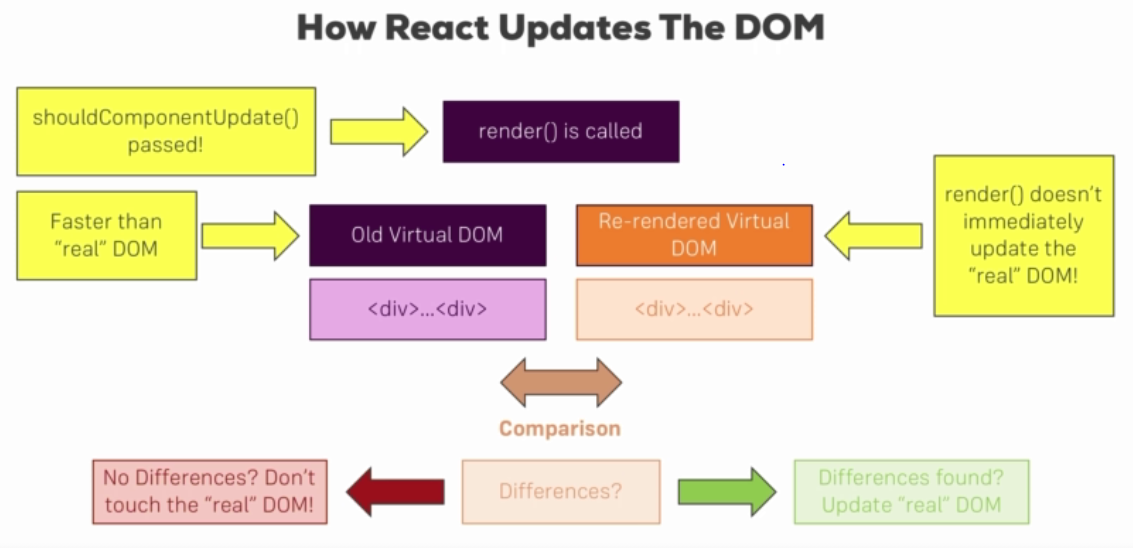 How React Updates The DOM
shouldComponentUpdate()
passed!
render() is called
Faster than
"real" DOM
Old Virtual DOM
Re-rendered Virtual
DOM
render() doesn't
immediately
update the
"real" DOM!
<div>...<div>
<div>...<div>
Comparison
No Differences? Don't
touch the "real" DOM!
Differences?
Differences found?
Update "real" DOM